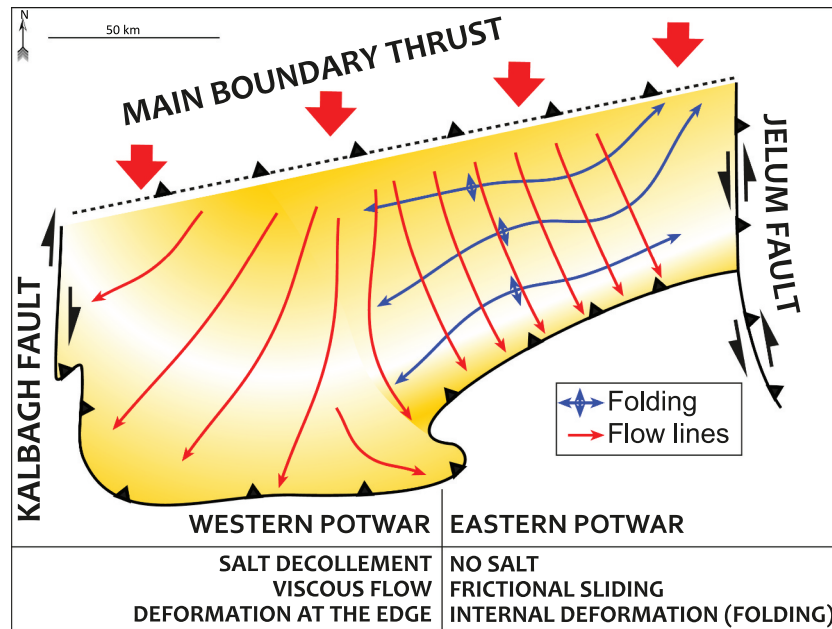 N
50 km
MAIN BOUNDARY THRUST
KALBAGH FAULT
JELUM FAULT
Folding
Flow lines
WESTERN POTWAR
EASTERN POTWAR
SALT DECOLLEMENT
NO SALT
VISCOUS FLOW
FRICTIONAL SLIDING
DEFORMATION AT THE EDGE
INTERNAL DEFORMATION (FOLDING)